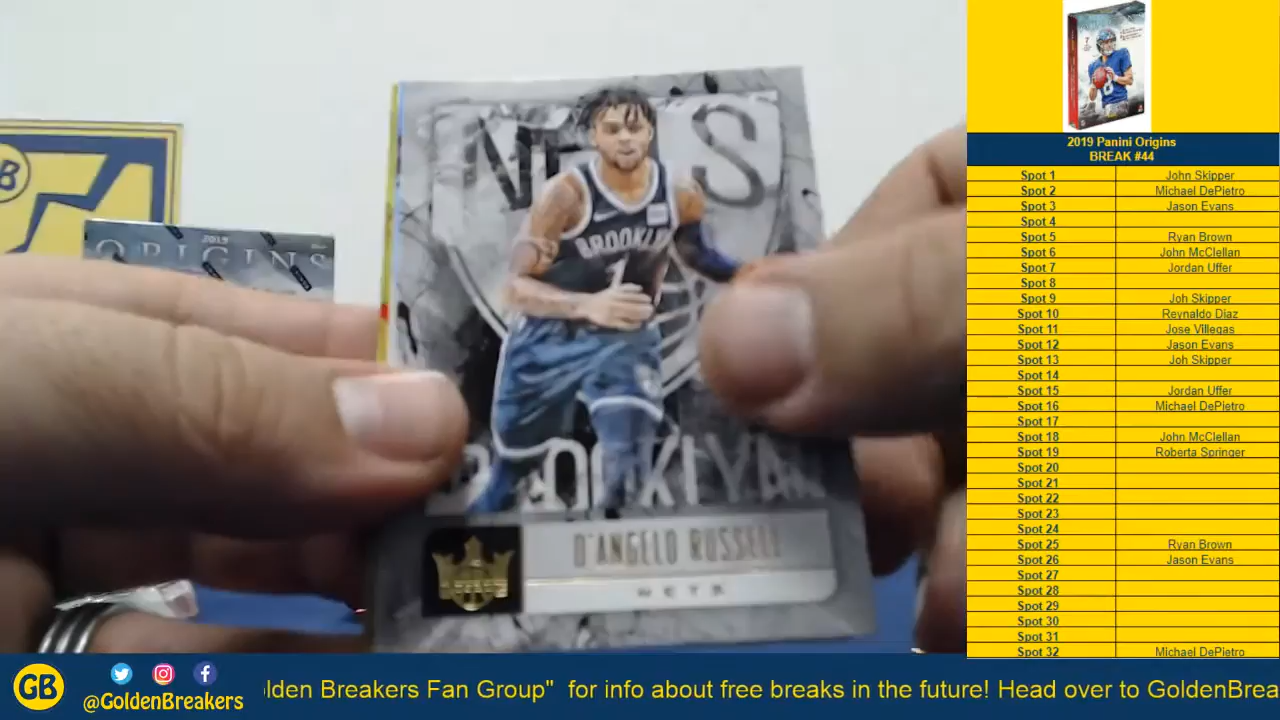 NETS
BROOKLYN
1
BROOKLYN
D'ANGELO RUSSELL
NETS
B
2019
ORIGINS
7
8
2019 Panini Origins
BREAK #44
Spot 1 John Skipper
Spot 2 Michael DePietro
Spot 3 Jason Evans
Spot 4
Spot 5 Ryan Brown
Spot 6 John McClellan
Spot 7 Jordan Uffer
Spot 8
Spot 9 Joh Skipper
Spot 10 Reynaldo Diaz
Spot 11 Jose Villegas
Spot 12 Jason Evans
Spot 13 Joh Skipper
Spot 14
Spot 15 Jordan Uffer
Spot 16 Michael DePietro
Spot 17
Spot 18 John McClellan
Spot 19 Roberta Springer
Spot 20
Spot 21
Spot 22
Spot 23
Spot 24
Spot 25 Ryan Brown
Spot 26 Jason Evans
Spot 27
Spot 28
Spot 29
Spot 30
Spot 31
Spot 32 Michael DePietro
GB
@GoldenBreakers
lden Breakers Fan Group" for info about free breaks in the future! Head over to GoldenBrea